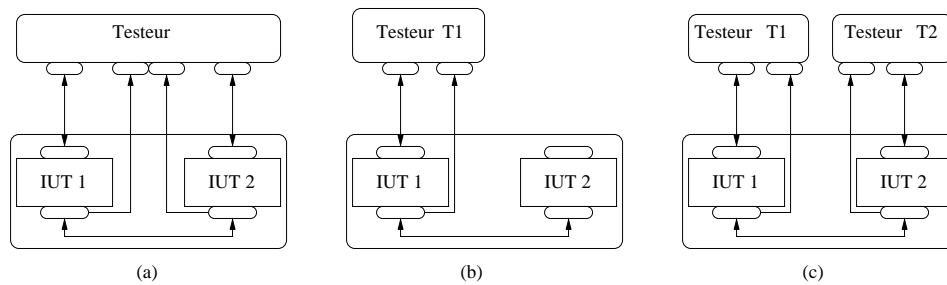 Testeur
IUT 1
IUT 2
(a)
Testeur T1
IUT 1
IUT 2
(b)
Testeur T1
Testeur T2
IUT 1
IUT 2
(c)